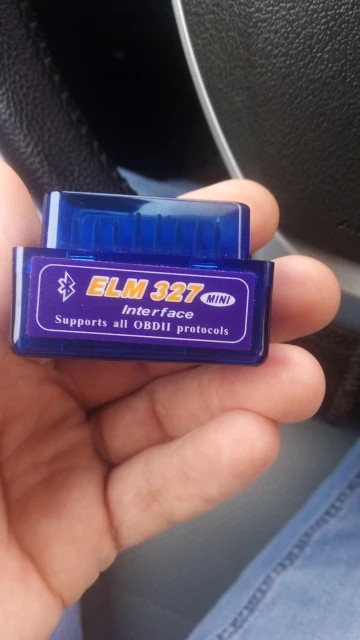 ELM 327 MINI
Interface
Supports all OBDII protocols